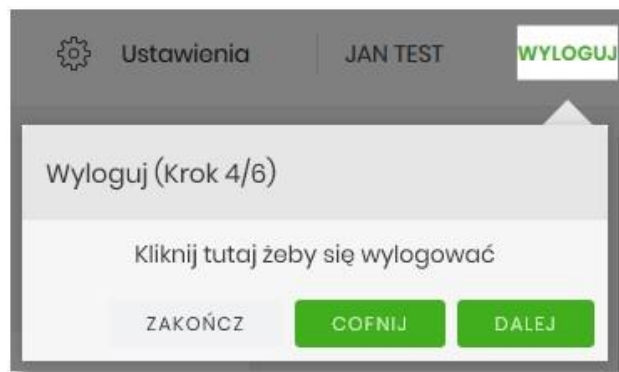 Ustawienia JAN TEST WYLOGUJ
Wyloguj (Krok 4/6)
Kliknij tutaj żeby się wylogować
ZAKOŃCZ COFNIJ DALEJ